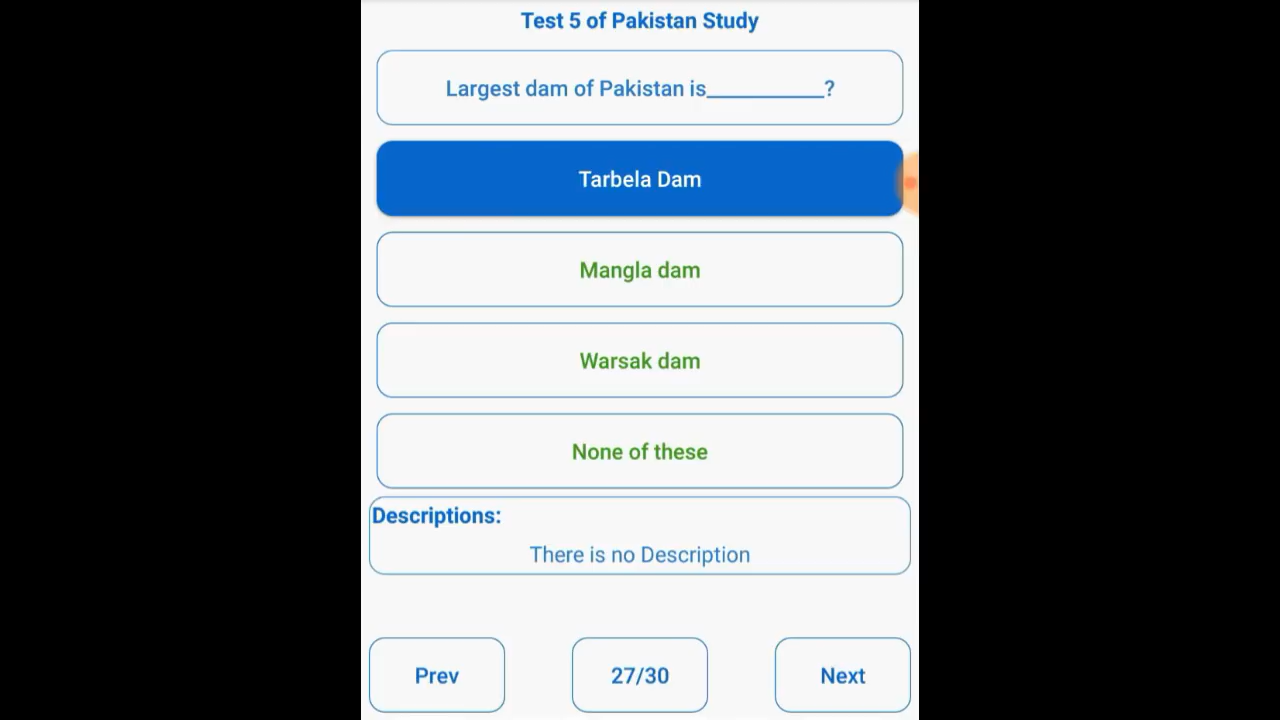 Test 5 of Pakistan Study
Largest dam of Pakistan is__________?
Tarbela Dam
Mangla dam
Warsak dam
None of these
Descriptions:
There is no Description
Prev
27/30
Next